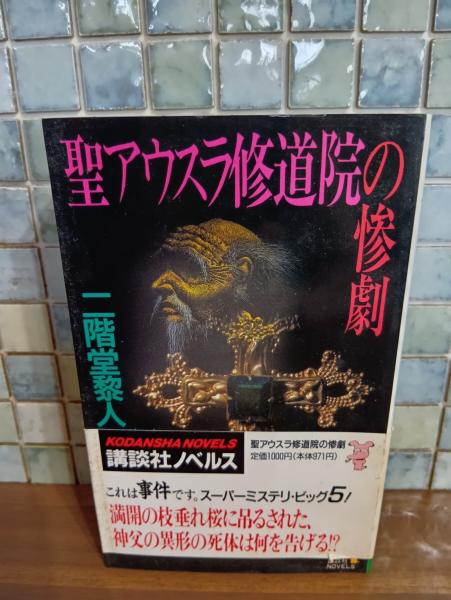 聖アウスラ修道院の惨劇
二階堂黎人
KODANSHA NOVELS
講談社ノベルス
聖アウスラ修道院の惨劇
定価1000円(本体971円)
これは事件です。スーパーミステリ・ビッグ5!
満開の枝垂れ桜に吊るされた、
神父の異形の死体は何を告げる!?
講談社
NOVELS